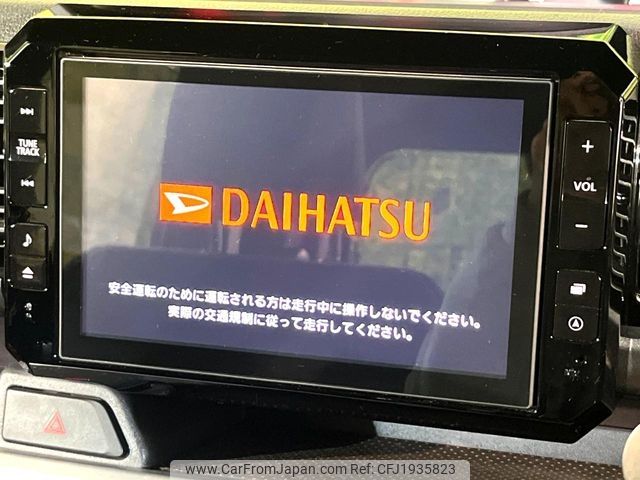 TUNE
TRACK
VOL
DAIHATSU
安全運転のために運転される方は走行中に操作しないでください。
実際の交通規制に従って走行してください。
www.CarFromJapan.com | CFJ1935823